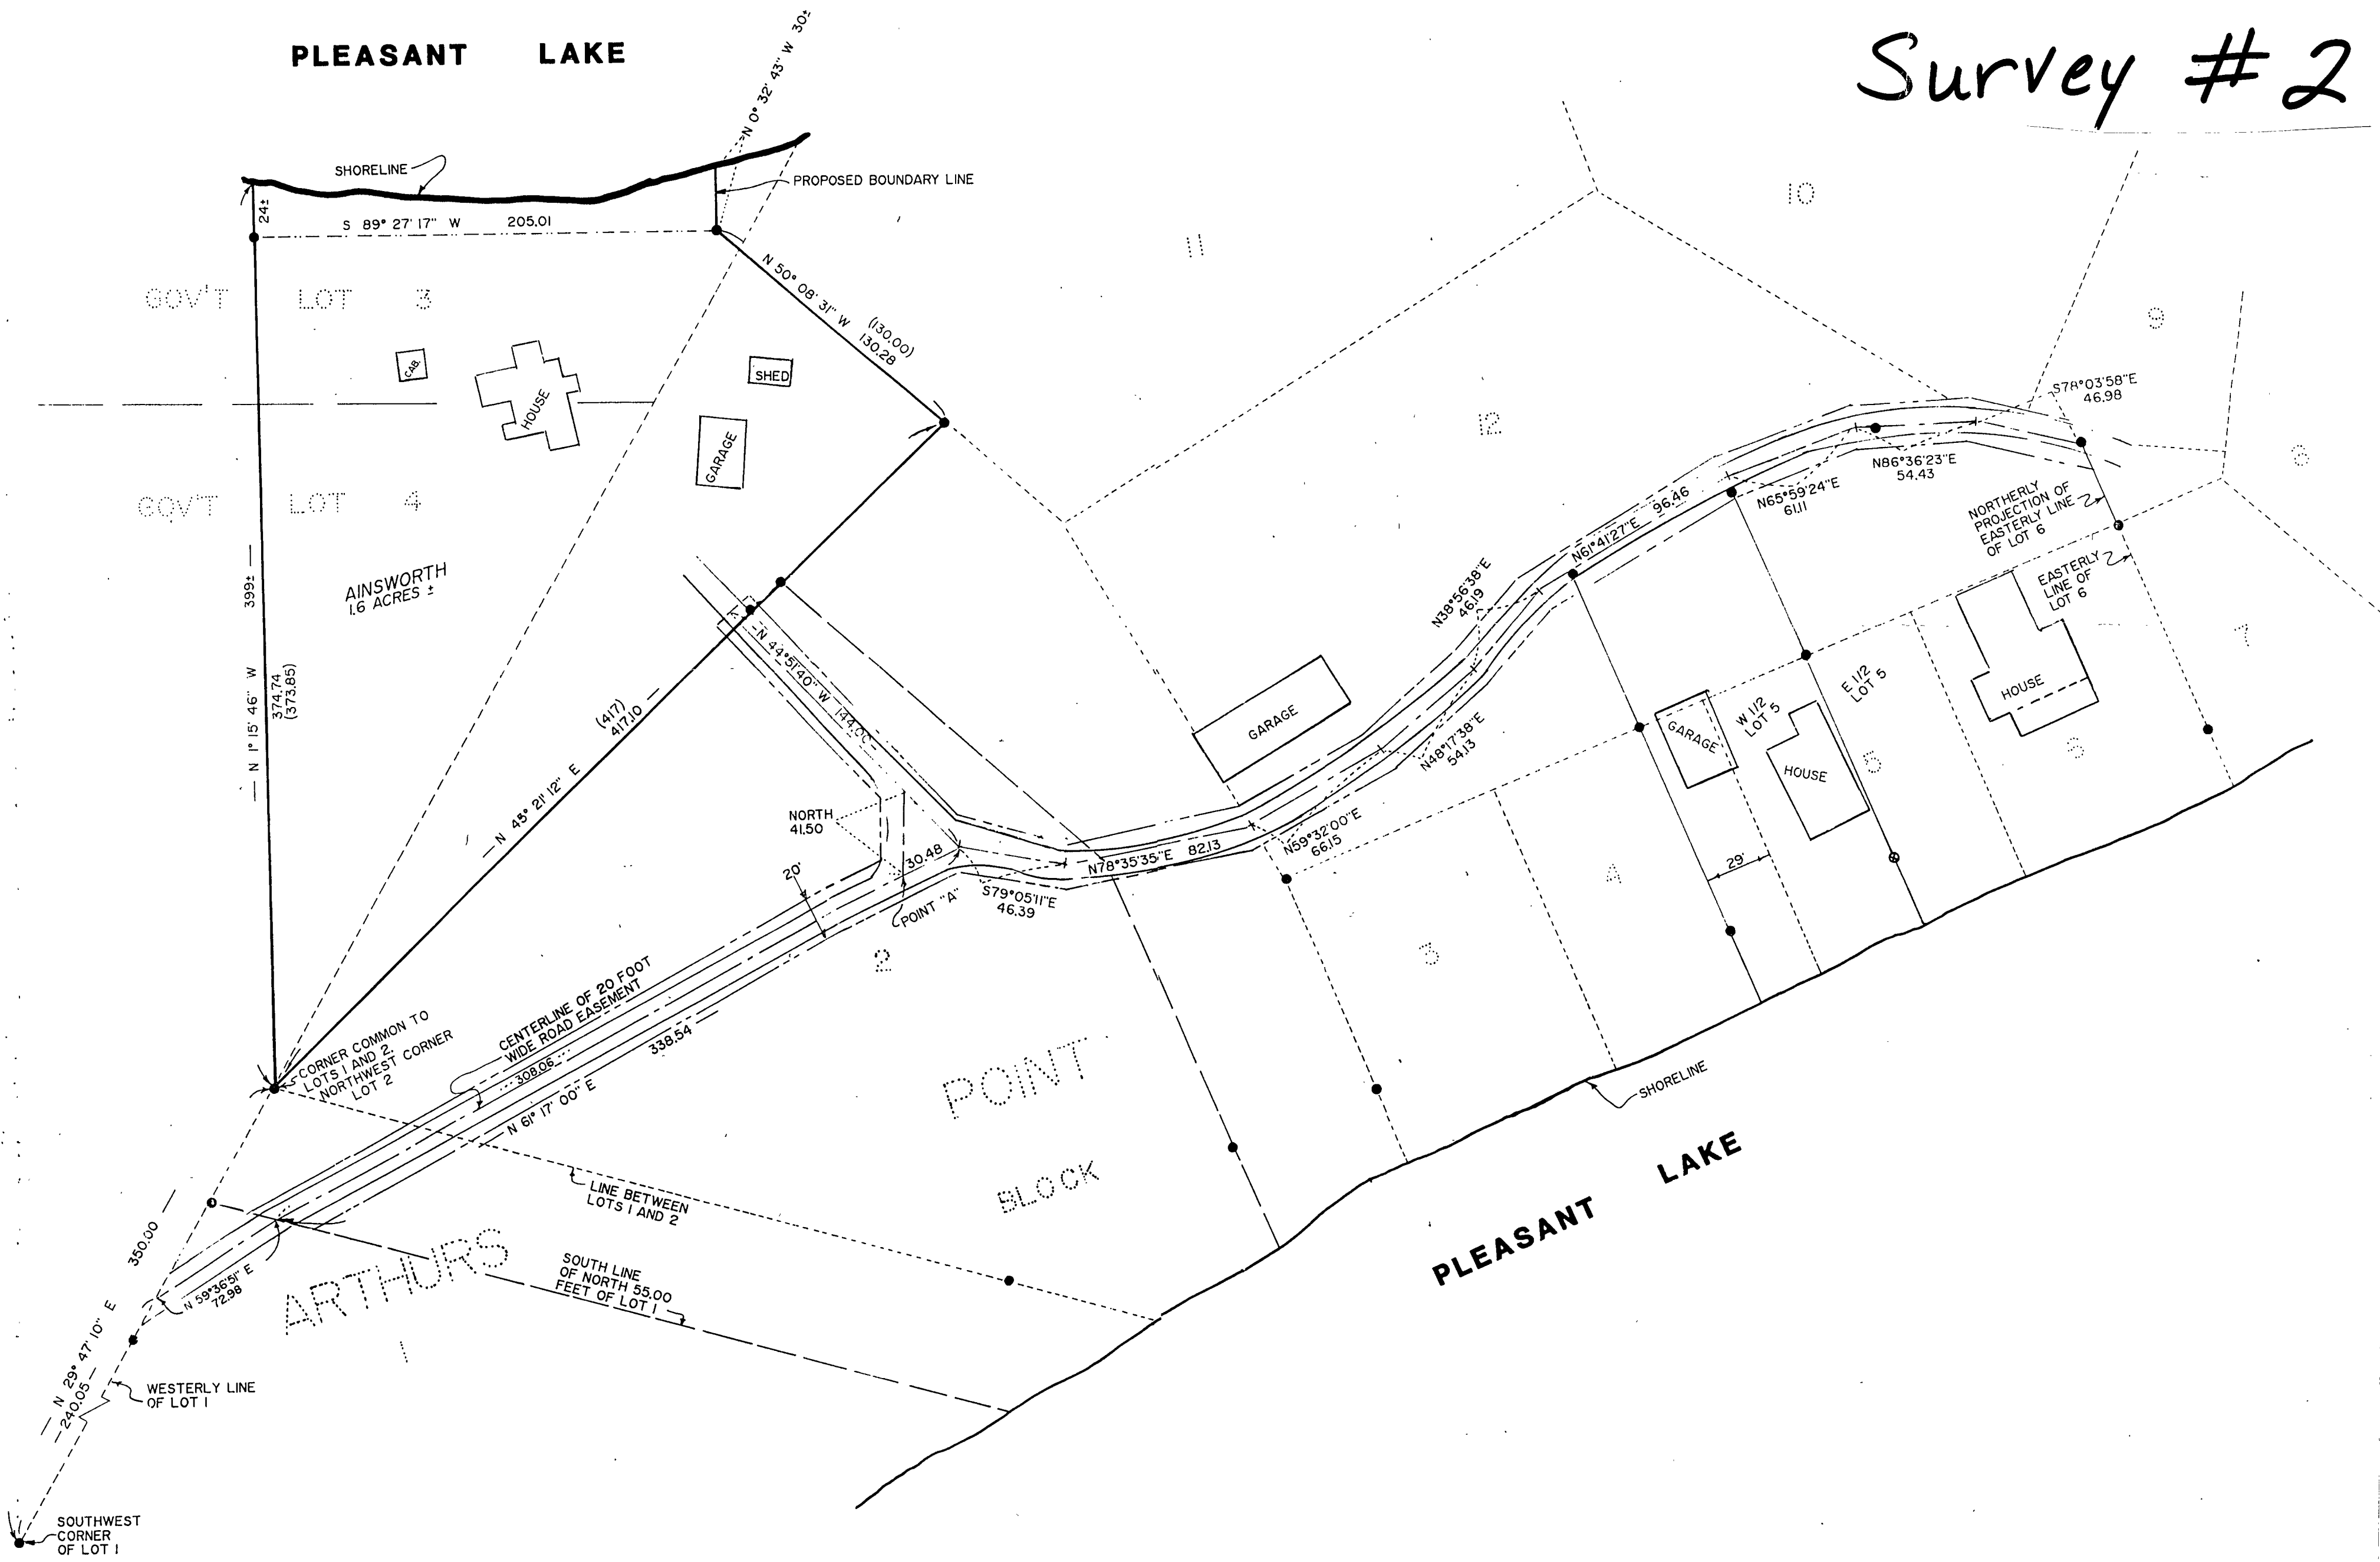 Survey #2
PLEASANT LAKE
N 0° 32' 43" W 30±
SHORELINE
PROPOSED BOUNDARY LINE
24±
S 89° 27' 17" W 205.01
N 50° 08' 31" W
(130.00)
130.28
GOV'T LOT 3
CAB.
HOUSE
SHED
GARAGE
GOV'T LOT 4
AINSWORTH
1.6 ACRES ±
399±
N 1° 15' 46" W
374.74
(373.85)
(417)
417.10
N 44° 51' 40" W 144.00
11
10
9
12
8
7
S78°03'58"E
46.98
N86°36'23"E
54.43
N65°59'24"E
61.11
N61°41'27"E 96.46
N38°56'38"E
46.19
NORTHERLY
PROJECTION OF
EASTERLY LINE
OF LOT 6
EASTERLY
LINE OF
LOT 6
HOUSE
6
E 1/2
LOT 5
W 1/2
LOT 5
5
GARAGE
HOUSE
29'
GARAGE
N48°17'38"E
54.13
N59°32'00"E
66.15
N78°35'35"E 82.13
S79°05'11"E
46.39
NORTH
41.50
30.48
20'
POINT "A"
2
3
4
CENTERLINE OF 20 FOOT
WIDE ROAD EASEMENT
308.06
338.54
N 61° 17' 00" E
CORNER COMMON TO
LOTS 1 AND 2,
NORTHWEST CORNER
LOT 2
POINT
BLOCK
SHORELINE
PLEASANT LAKE
LINE BETWEEN
LOTS 1 AND 2
SOUTH LINE
OF NORTH 55.00
FEET OF LOT 1
350.00
N 59°36'51" E
72.98
ARTHURS
1
N 29° 47' 10" E
240.05
WESTERLY LINE
OF LOT 1
SOUTHWEST
CORNER
OF LOT 1